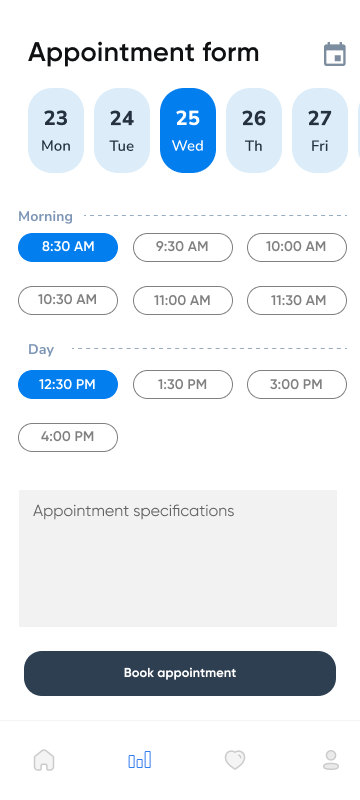 Appointment form
23 24 25 26 27
Mon Tue Wed Th Fri
Morning
8:30 AM 9:30 AM 10:00 AM
10:30 AM 11:00 AM 11:30 AM
Day
12:30 PM 1:30 PM 3:00 PM
4:00 PM
Appointment specifications
Book appointment